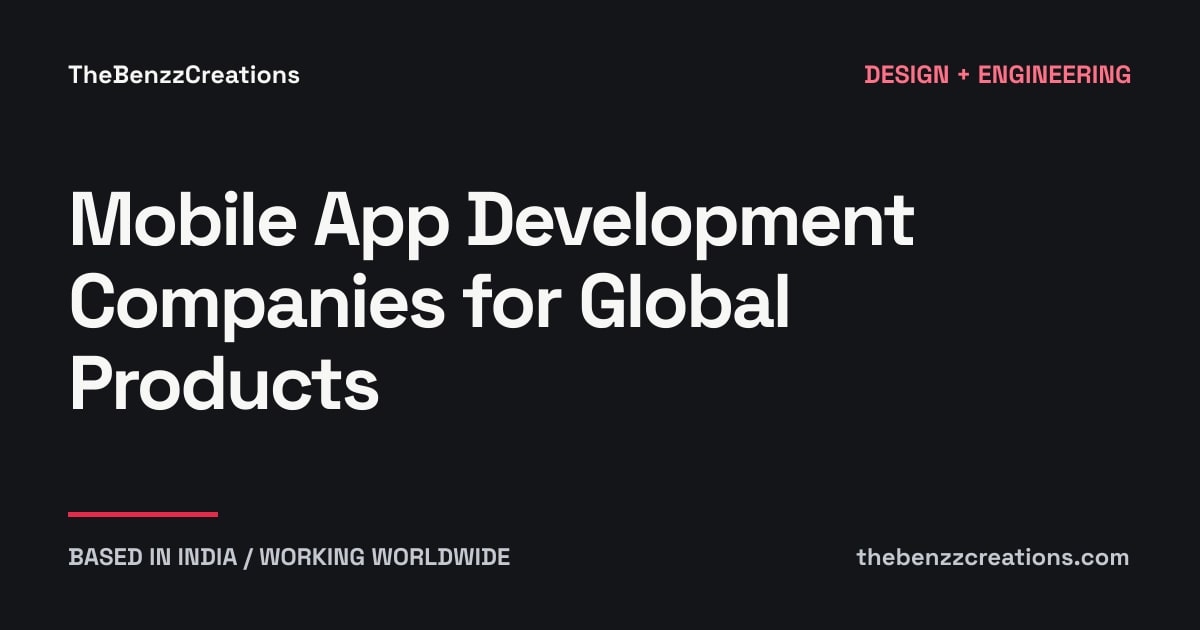 TheBenzzCreations
DESIGN + ENGINEERING
Mobile App Development
Companies for Global
Products
BASED IN INDIA / WORKING WORLDWIDE
thebenzzcreations.com